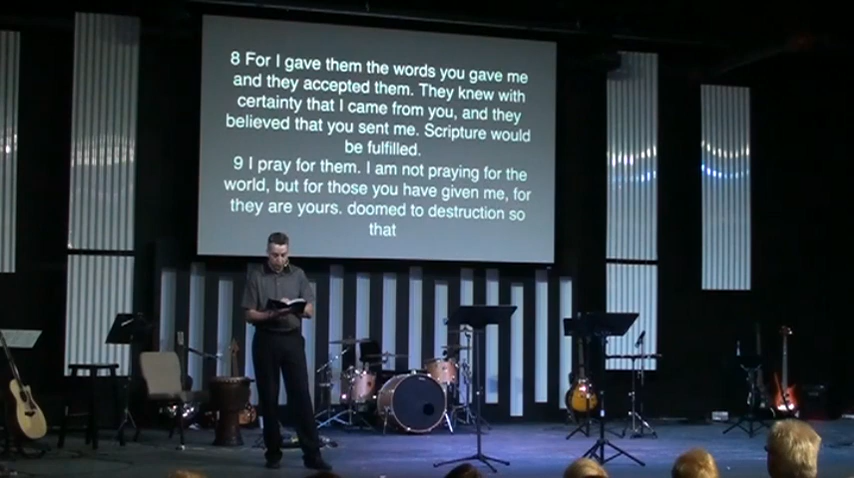 8 For I gave them the words you gave me
and they accepted them. They knew with
certainty that I came from you, and they
believed that you sent me. Scripture would
be fulfilled.
9 I pray for them. I am not praying for the
world, but for those you have given me, for
they are yours. doomed to destruction so
that